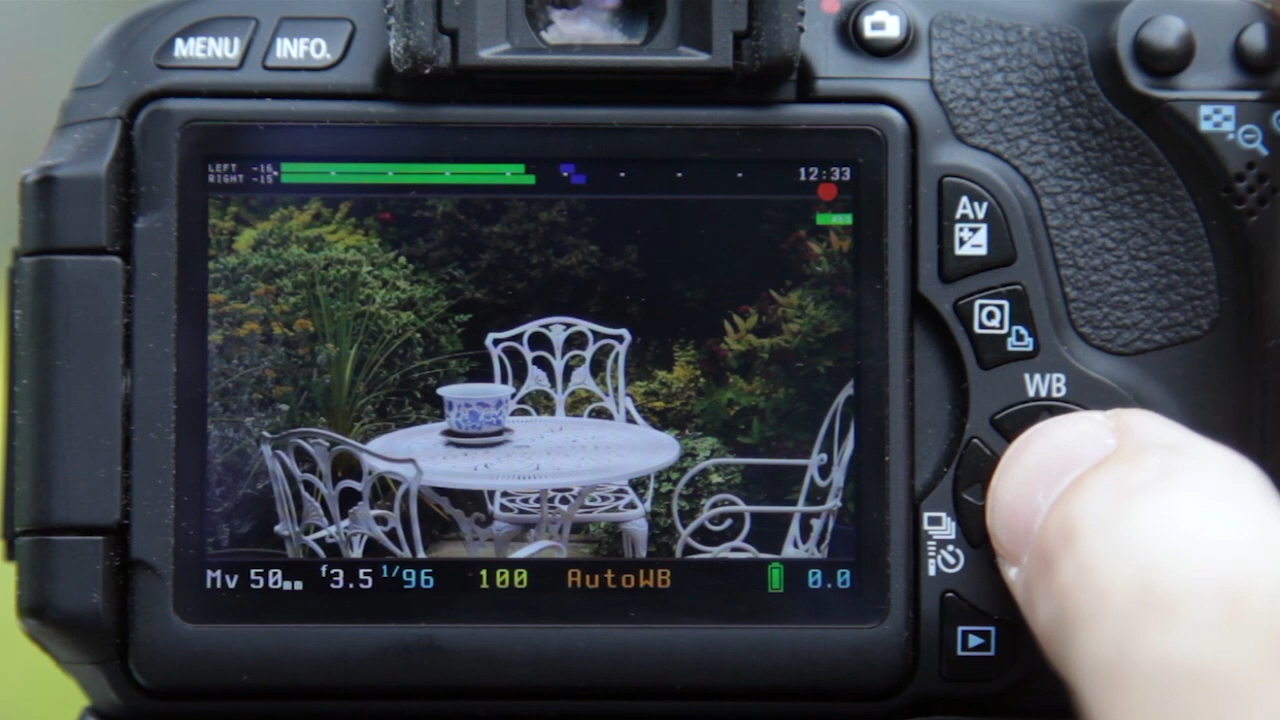 MENU INFO.
LEFT -16
RIGHT -15
12:33
Av
Q
WB
Mv 50mm f3.5 1/96 100 AutoWB 0.0